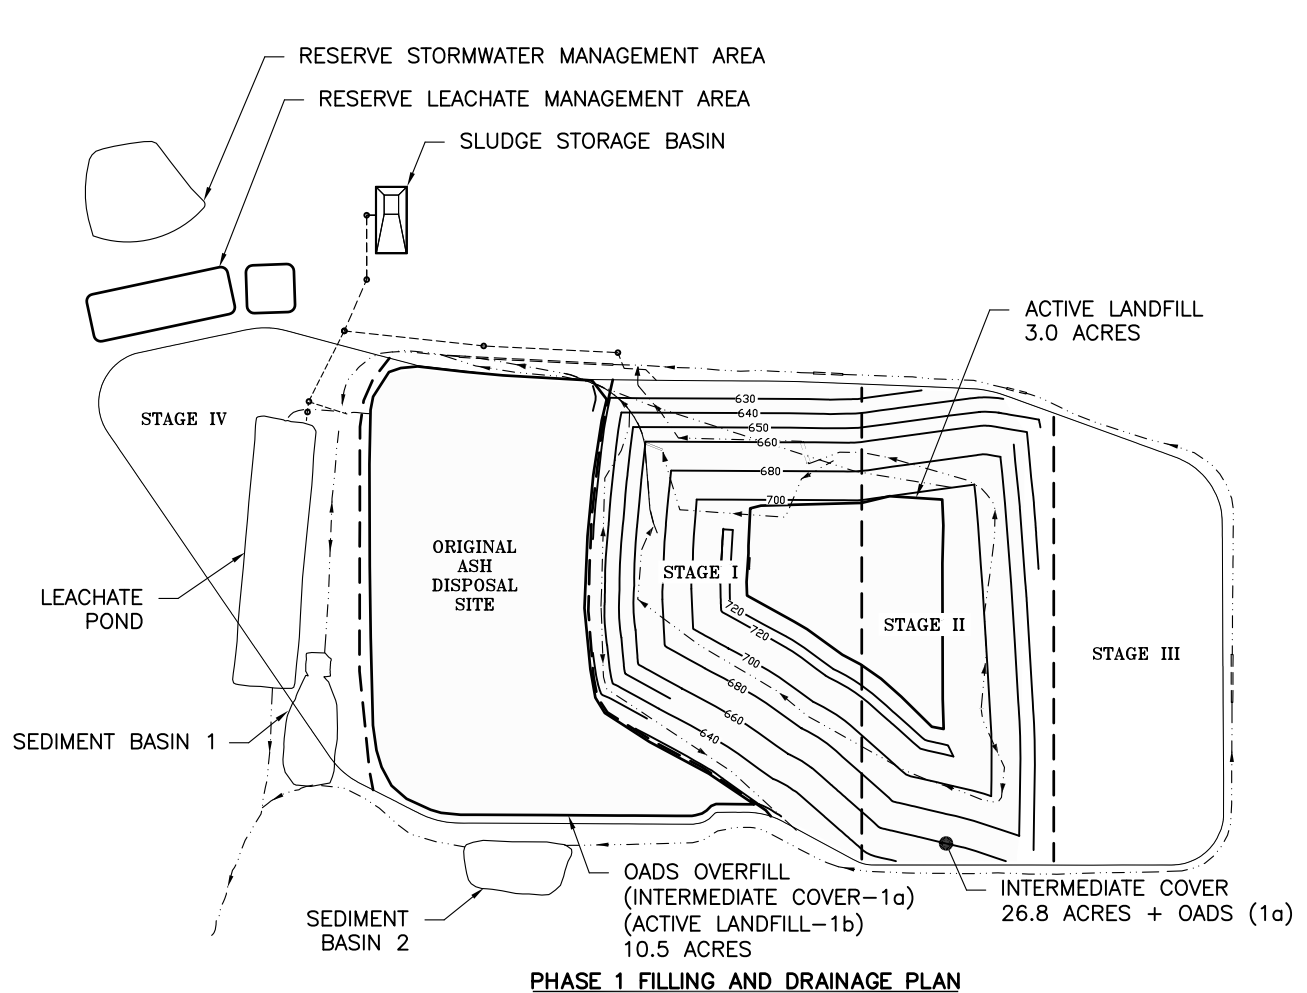 RESERVE STORMWATER MANAGEMENT AREA
RESERVE LEACHATE MANAGEMENT AREA
SLUDGE STORAGE BASIN
ACTIVE LANDFILL
3.0 ACRES
STAGE IV
630
640
650
660
680
700
ORIGINAL
ASH
DISPOSAL
SITE
STAGE I
LEACHATE
POND
720
720
STAGE II
STAGE III
700
680
660
640
SEDIMENT BASIN 1
OADS OVERFILL
(INTERMEDIATE COVER-1a)
(ACTIVE LANDFILL-1b)
10.5 ACRES
INTERMEDIATE COVER
26.8 ACRES + OADS (1a)
SEDIMENT
BASIN 2
PHASE 1 FILLING AND DRAINAGE PLAN